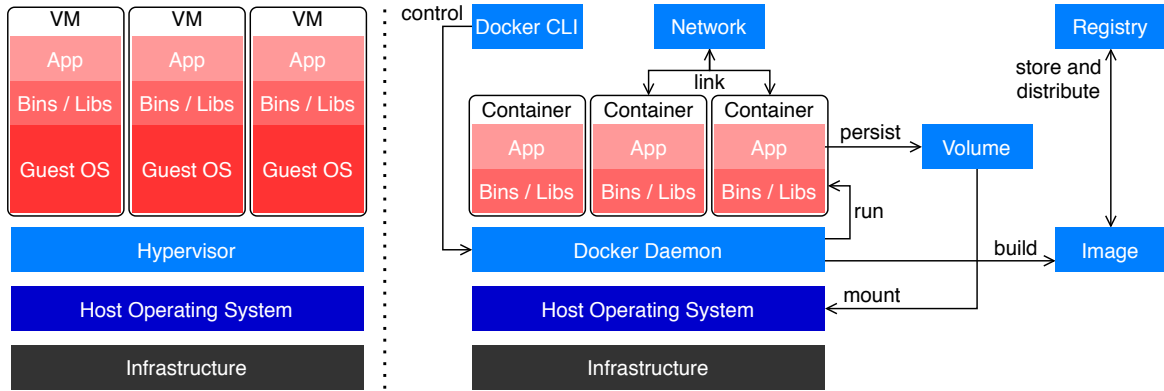 VM
VM
VM
App
App
App
Bins / Libs
Bins / Libs
Bins / Libs
Guest OS
Guest OS
Guest OS
Hypervisor
Host Operating System
Infrastructure
control
Docker CLI
Network
Registry
link
store and
distribute
Container
Container
Container
App
App
App
persist
Volume
Bins / Libs
Bins / Libs
Bins / Libs
run
Docker Daemon
build
Image
Host Operating System
mount
Infrastructure